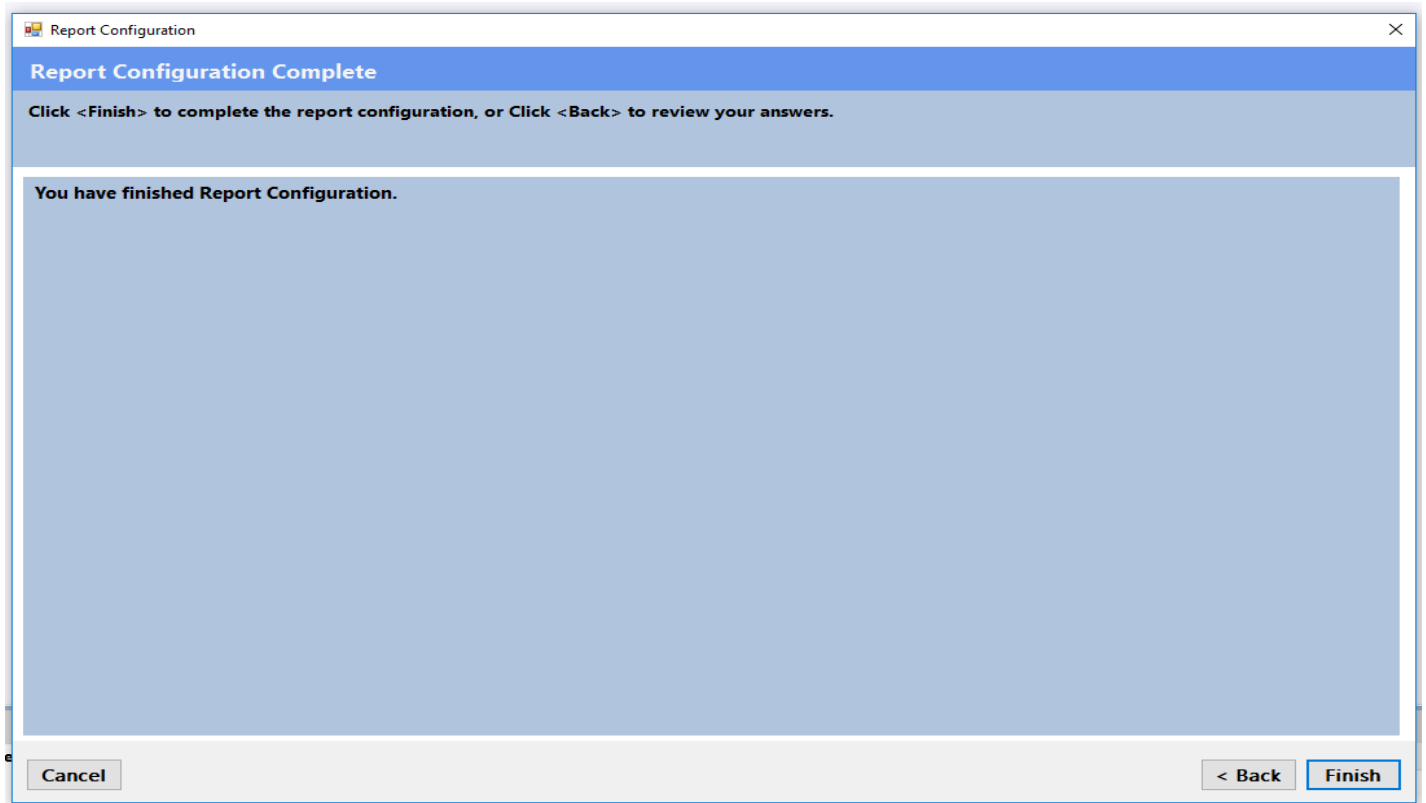 Report Configuration
Report Configuration Complete
Click <Finish> to complete the report configuration, or Click <Back> to review your answers.
You have finished Report Configuration.
Cancel
< Back
Finish